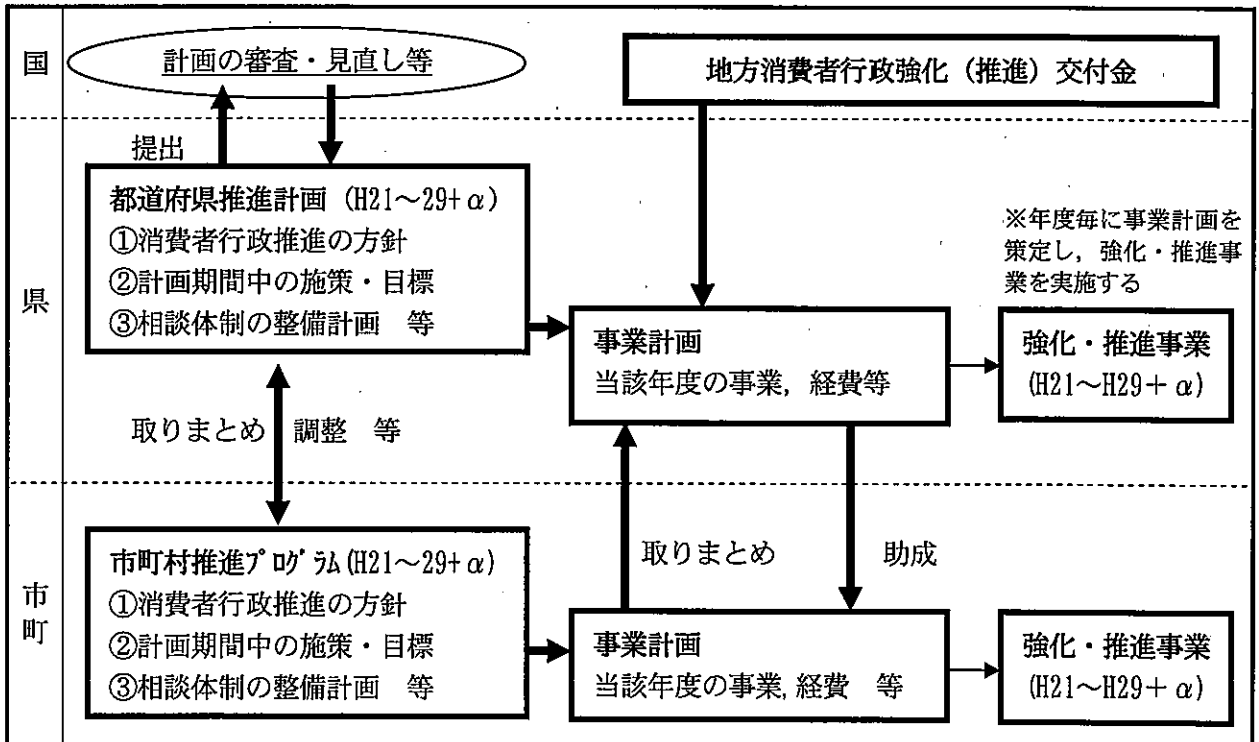 国
計画の審査・見直し等
地方消費者行政強化（推進）交付金
県
提出
都道府県推進計画（H21～29+α）
①消費者行政推進の方針
②計画期間中の施策・目標
③相談体制の整備計画　等
※年度毎に事業計画を
策定し，強化・推進事
業を実施する
事業計画
当該年度の事業，経費等
強化・推進事業
（H21～H29＋α）
取りまとめ　調整　等
市町
市町村推進ﾌﾟﾛｸﾞﾗﾑ（H21～29+α）
①消費者行政推進の方針
②計画期間中の施策・目標
③相談体制の整備計画　等
取りまとめ
助成
事業計画
当該年度の事業，経費　等
強化・推進事業
（H21～H29＋α）